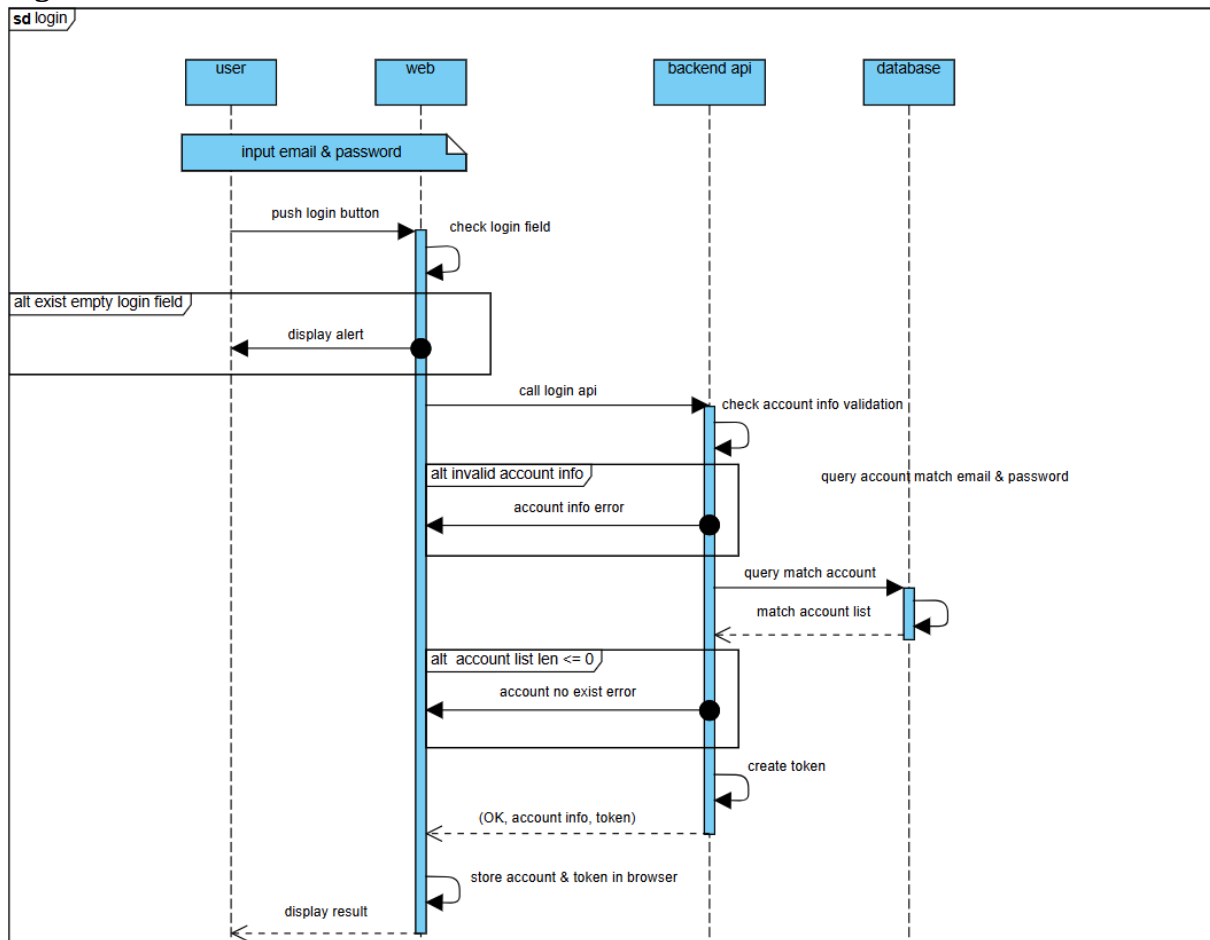 sd login
user
web
backend api
database
input email & password
push login button
check login field
alt exist empty login field
display alert
call login api
check account info validation
alt invalid account info
query account match email & password
account info error
query match account
match account list
alt account list len <= 0
account no exist error
create token
(OK, account info, token)
store account & token in browser
display result